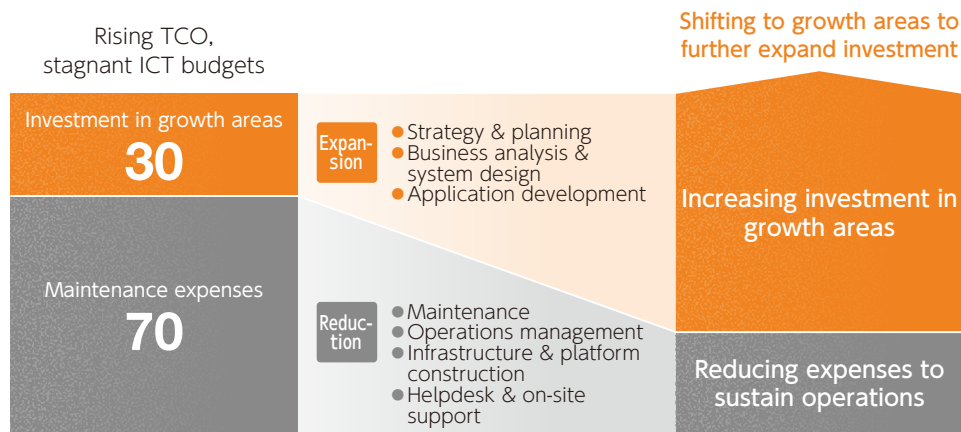 Rising TCO,
stagnant ICT budgets
Investment in growth areas
30
Maintenance expenses
70
Expan-
sion
● Strategy & planning
● Business analysis &
system design
● Application development
Reduc-
tion
● Maintenance
● Operations management
● Infrastructure & platform
construction
● Helpdesk & on-site
support
Shifting to growth areas to
further expand investment
Increasing investment in
growth areas
Reducing expenses to
sustain operations